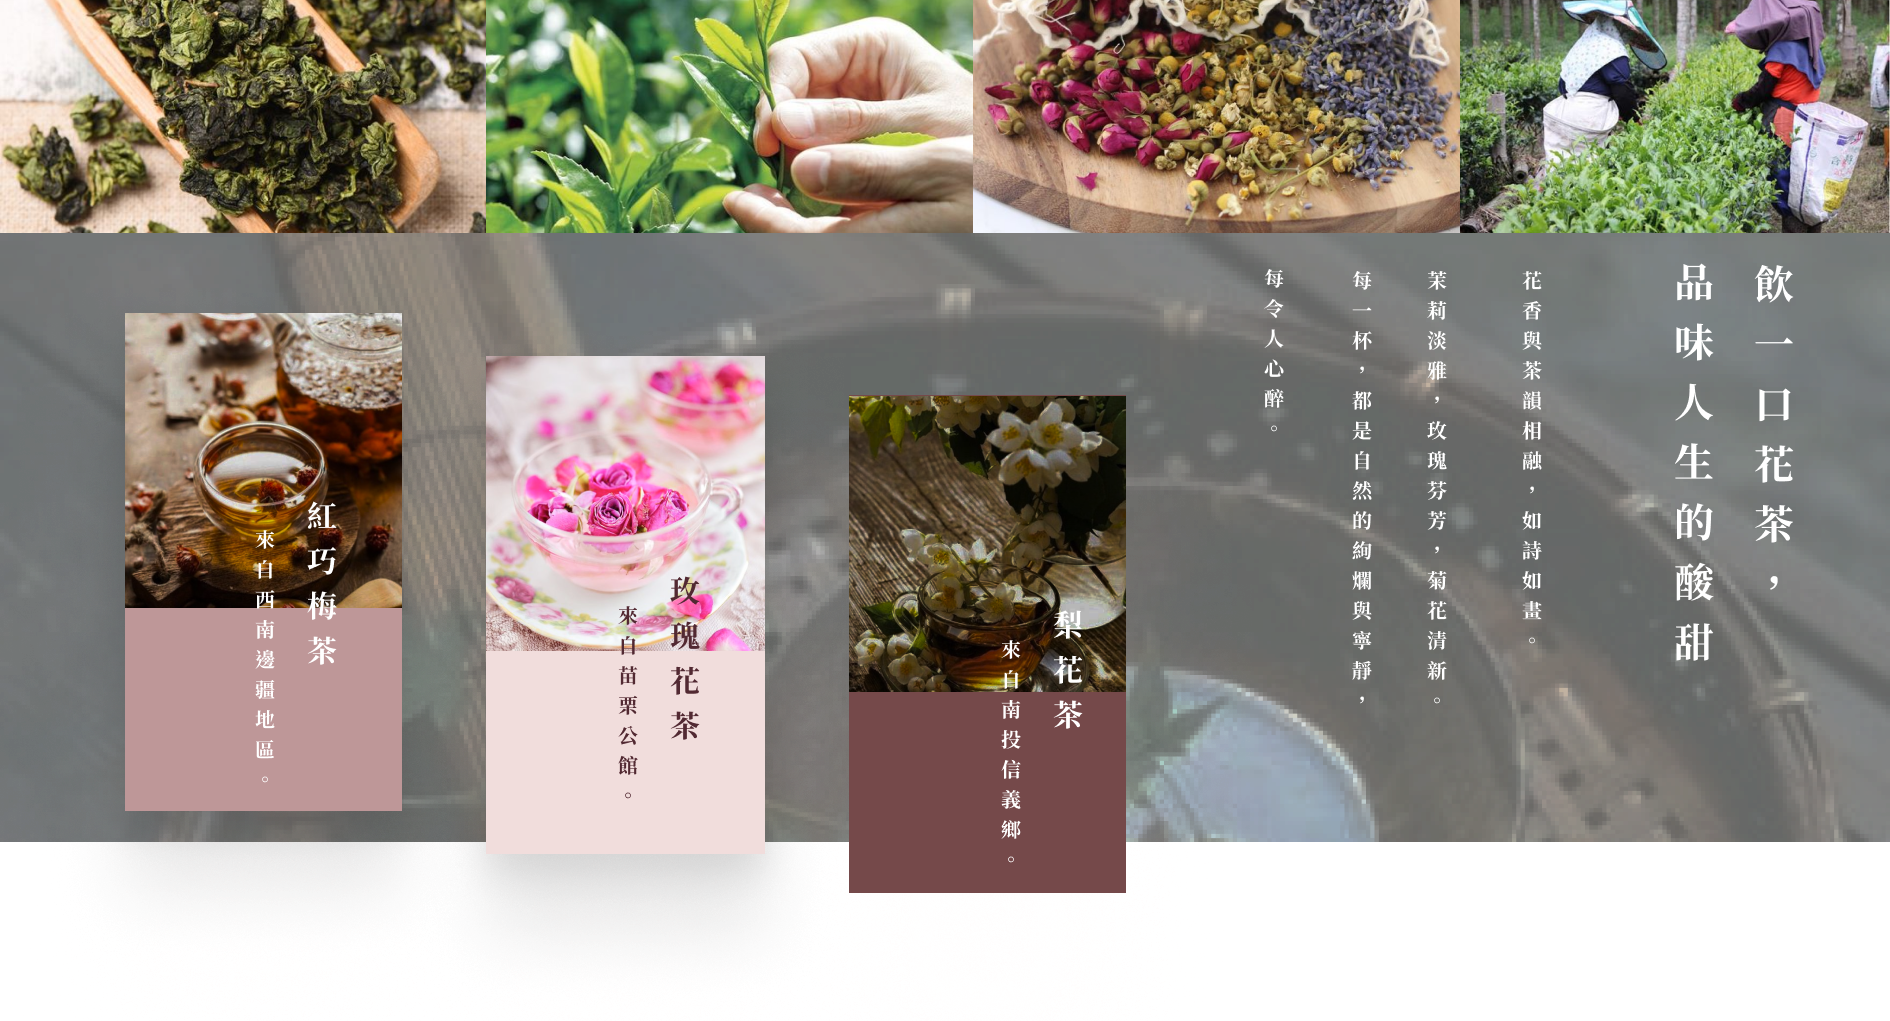 飲一口花茶，
品味人生的酸甜
花香與茶韻相融，如詩如畫。
茉莉淡雅，玫瑰芬芳，菊花清新。
每一杯，都是自然的絢爛與寧靜，
每令人心醉。
梨花茶
來自南投信義鄉。
玫瑰花茶
來自苗栗公館。
紅巧梅茶
來自西南邊疆地區。